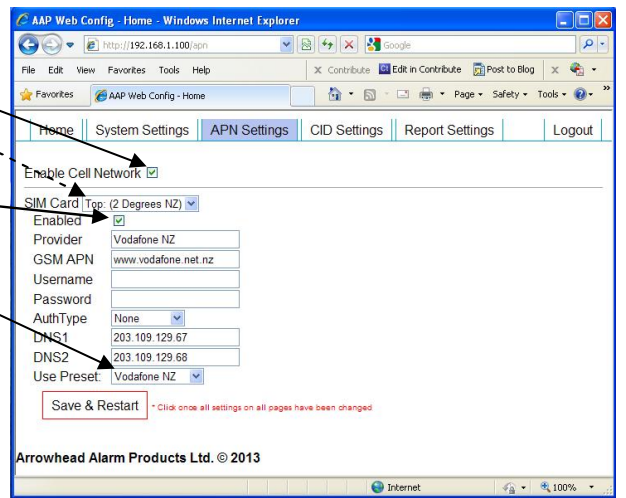 AAP Web Config - Home - Windows Internet Explorer
http://192.168.1.100/apn
Google
File Edit View Favorites Tools Help
x Contribute Edit in Contribute Post to Blog x
Favorites
AAP Web Config - Home
Page Safety Tools »
Home System Settings APN Settings CID Settings Report Settings Logout
Enable Cell Network
SIM Card Top: (2 Degrees NZ)
Enabled
Provider Vodafone NZ
GSM APN www.vodafone.net.nz
Username
Password
AuthType None
DNS1 203.109.129.67
DNS2 203.109.129.68
Use Preset: Vodafone NZ
Save & Restart * Click once all settings on all pages have been changed
Arrowhead Alarm Products Ltd. © 2013
Internet 100%